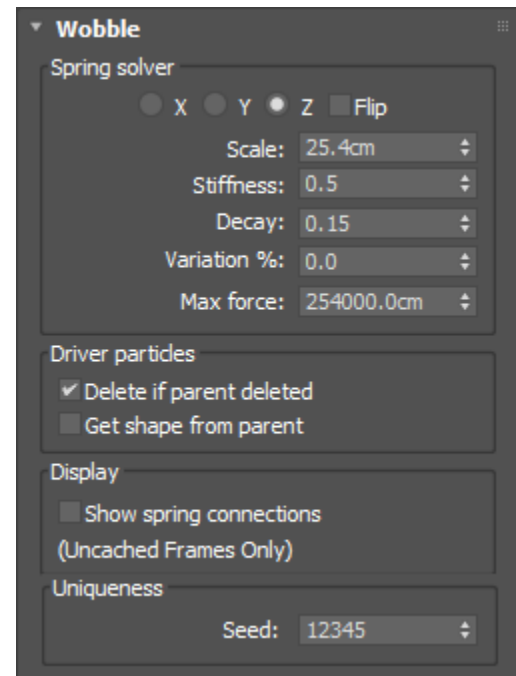 Wobble
Spring solver
X Y Z Flip
Scale: 25.4cm
Stiffness: 0.5
Decay: 0.15
Variation %: 0.0
Max force: 254000.0cm
Driver particles
Delete if parent deleted
Get shape from parent
Display
Show spring connections
(Uncached Frames Only)
Uniqueness
Seed: 12345